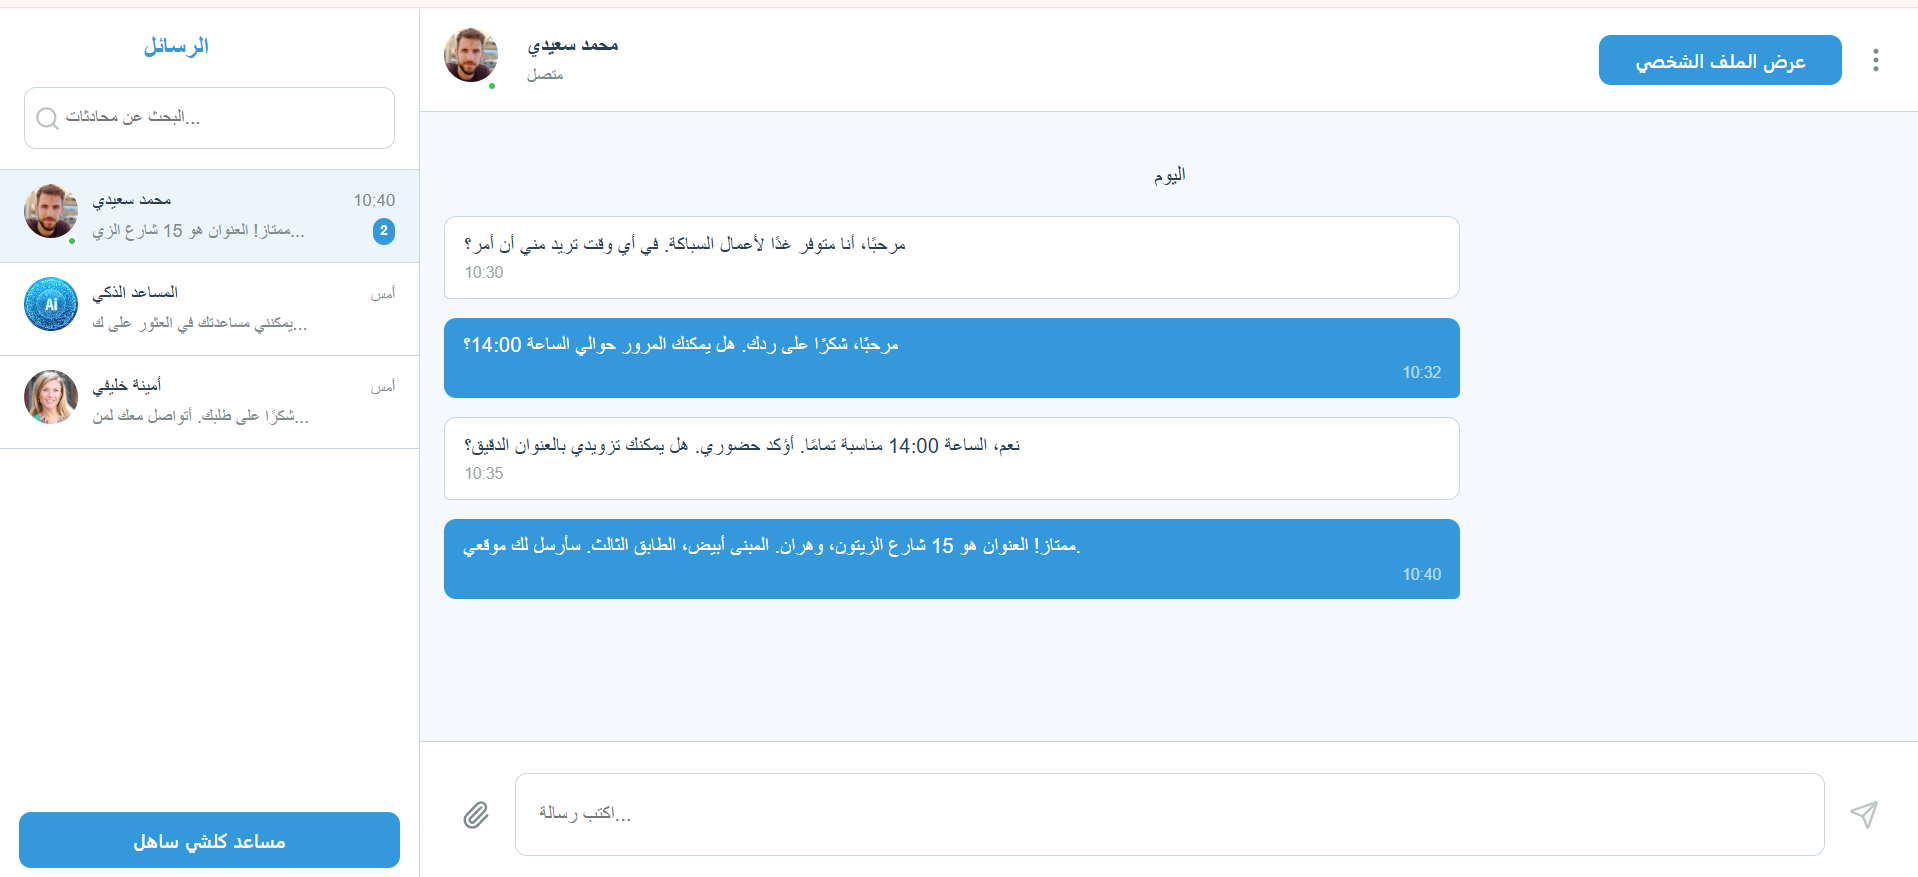 الرسائل
البحث عن محادثات...
محمد سعيدي
10:40
ممتاز! العنوان هو 15 شارع الزي...
2
المساعد الذكي
أمس
يمكنني مساعدتك في العثور على ك...
أمينة خليفي
أمس
شكرًا على طلبك. أتواصل معك لمن...
مساعد كلشي ساهل
محمد سعيدي
متصل
عرض الملف الشخصي
اليوم
مرحبًا، أنا متوفر غدًا لأعمال السباكة. في أي وقت تريد مني أن أمر؟
10:30
مرحبًا، شكرًا على ردك. هل يمكنك المرور حوالي الساعة 14:00؟
10:32
نعم، الساعة 14:00 مناسبة تمامًا. أؤكد حضوري. هل يمكنك تزويدي بالعنوان الدقيق؟
10:35
ممتاز! العنوان هو 15 شارع الزيتون، وهران. المبنى أبيض، الطابق الثالث. سأرسل لك موقعي.
10:40
اكتب رسالة...
Ai